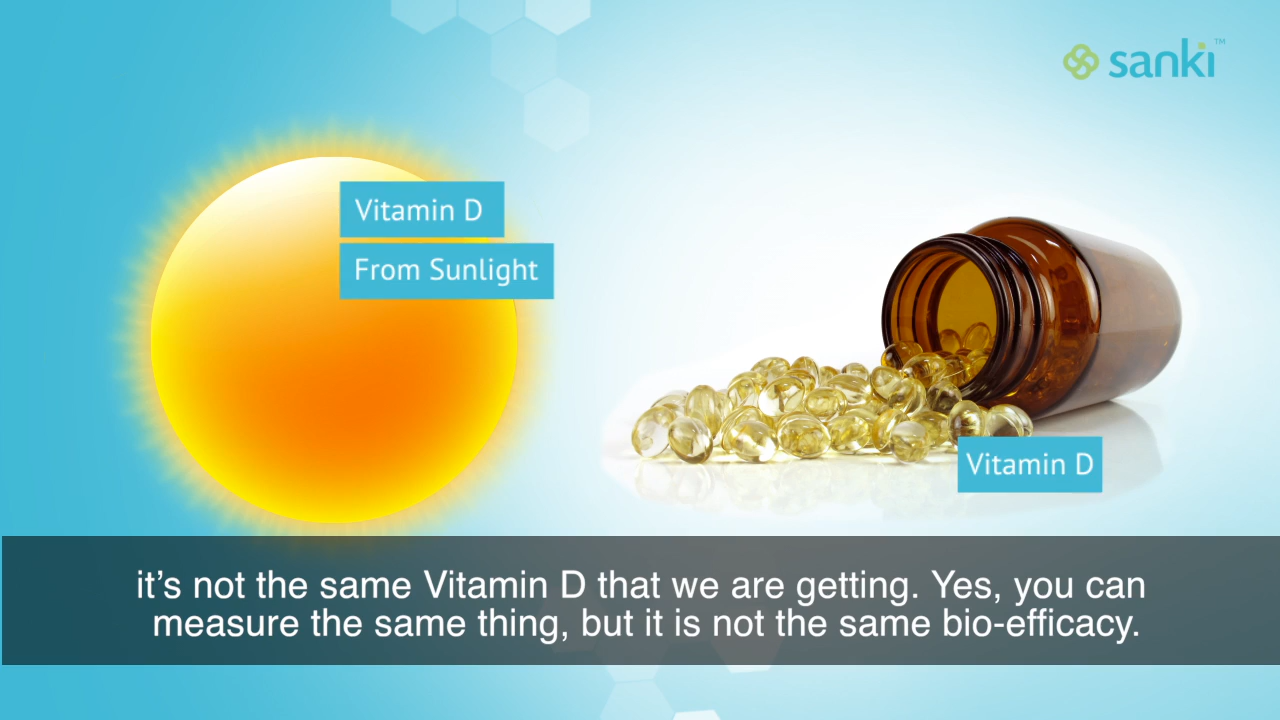 sanki™
Vitamin D
From Sunlight
Vitamin D
it’s not the same Vitamin D that we are getting. Yes, you can
measure the same thing, but it is not the same bio-efficacy.